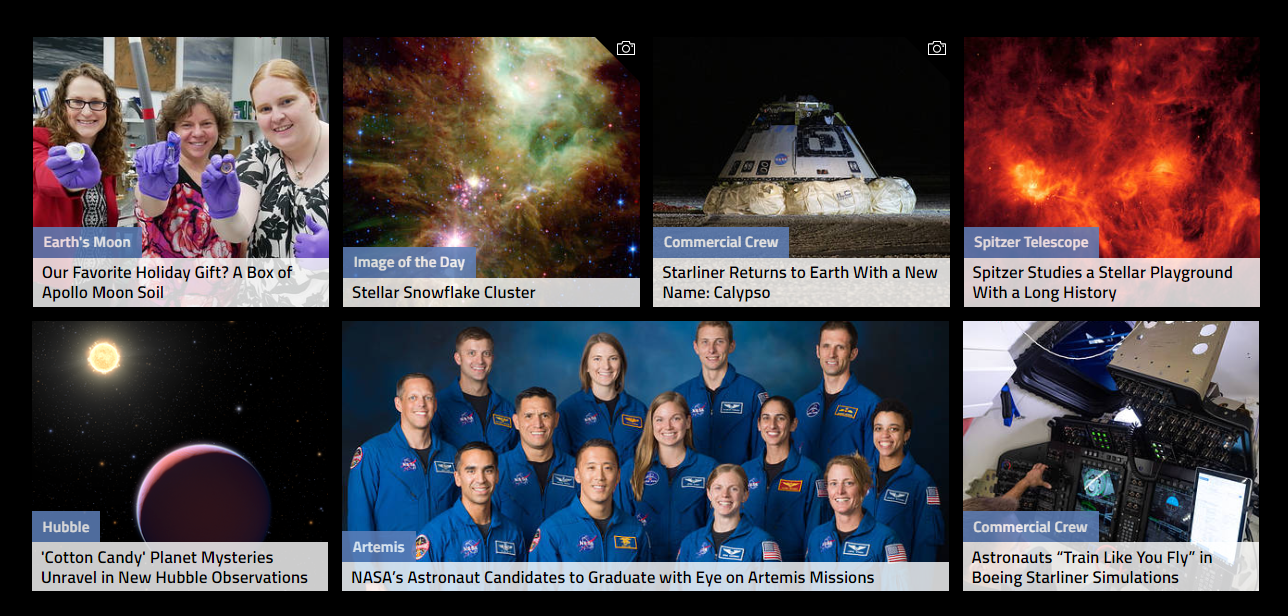 Earth's Moon
Our Favorite Holiday Gift? A Box of
Apollo Moon Soil
Image of the Day
Stellar Snowflake Cluster
Commercial Crew
Starliner Returns to Earth With a New
Name: Calypso
Spitzer Telescope
Spitzer Studies a Stellar Playground
With a Long History
Hubble
'Cotton Candy' Planet Mysteries
Unravel in New Hubble Observations
Artemis
NASA's Astronaut Candidates to Graduate with Eye on Artemis Missions
Commercial Crew
Astronauts “Train Like You Fly” in
Boeing Starliner Simulations